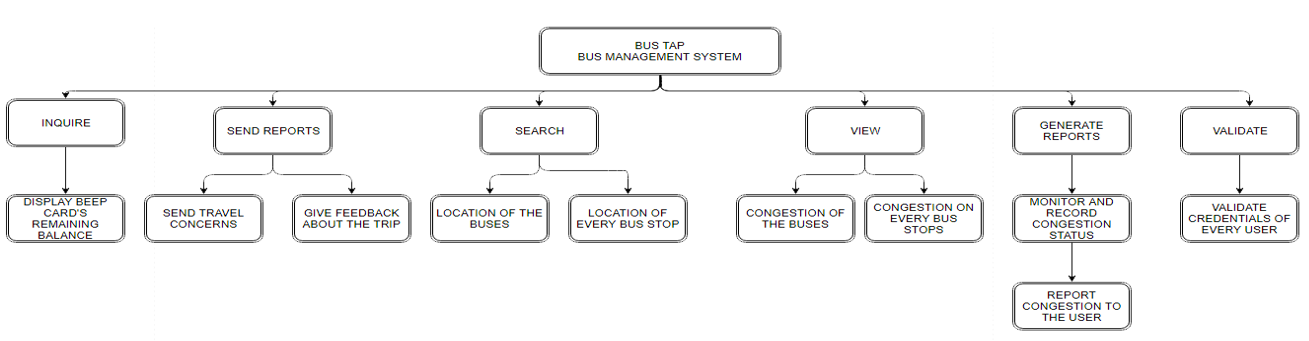 BUS TAP
BUS MANAGEMENT SYSTEM
INQUIRE
SEND REPORTS
SEARCH
VIEW
GENERATE
REPORTS
VALIDATE
DISPLAY BEEP
CARD'S
REMAINING
BALANCE
SEND TRAVEL
CONCERNS
GIVE FEEDBACK
ABOUT THE TRIP
LOCATION OF THE
BUSES
LOCATION OF
EVERY BUS STOP
CONGESTION OF
THE BUSES
CONGESTION ON
EVERY BUS
STOPS
MONITOR AND
RECORD
CONGESTION
STATUS
VALIDATE
CREDENTIALS OF
EVERY USER
REPORT
CONGESTION TO
THE USER